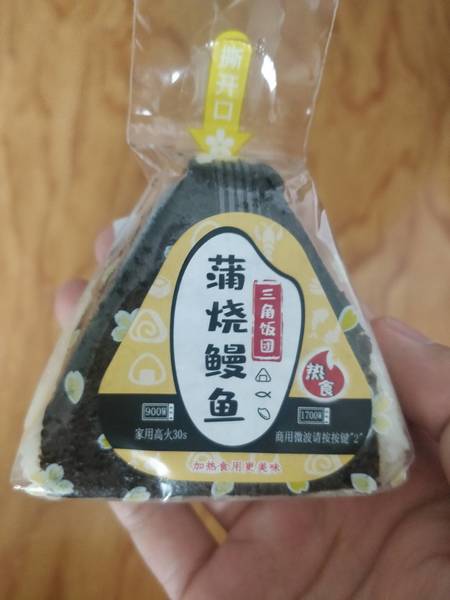 撕开口
蒲烧鳗鱼
三角饭团
热食
900W
1700W
家用高火30s
商用微波请按按键"2"
加热食用更美味